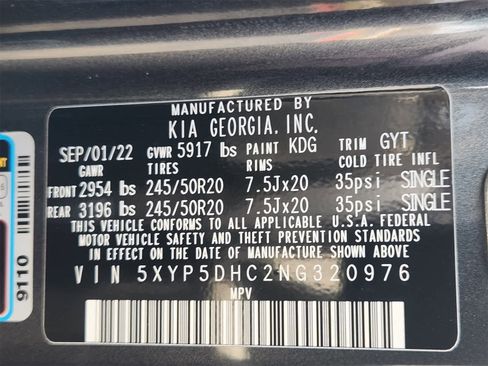 MANUFACTURED BY
KIA GEORGIA, INC.
SEP/01/22 GVWR 5917 lbs PAINT KDG TRIM GYT
GAWR TIRES RIMS COLD TIRE INFL
FRONT 2954 lbs 245/50R20 7.5Jx20 35psi SINGLE
REAR 3196 lbs 245/50R20 7.5Jx20 35psi SINGLE
THIS VEHICLE CONFORMS TO ALL APPLICABLE U.S.A. FEDERAL
MOTOR VEHICLE SAFETY AND THEFT PREVENTION STANDARDS
IN EFFECT ON THE DATE OF MANUFACTURE SHOWN ABOVE.
VIN 5XYP5DHC2NG320976
MPV
9110